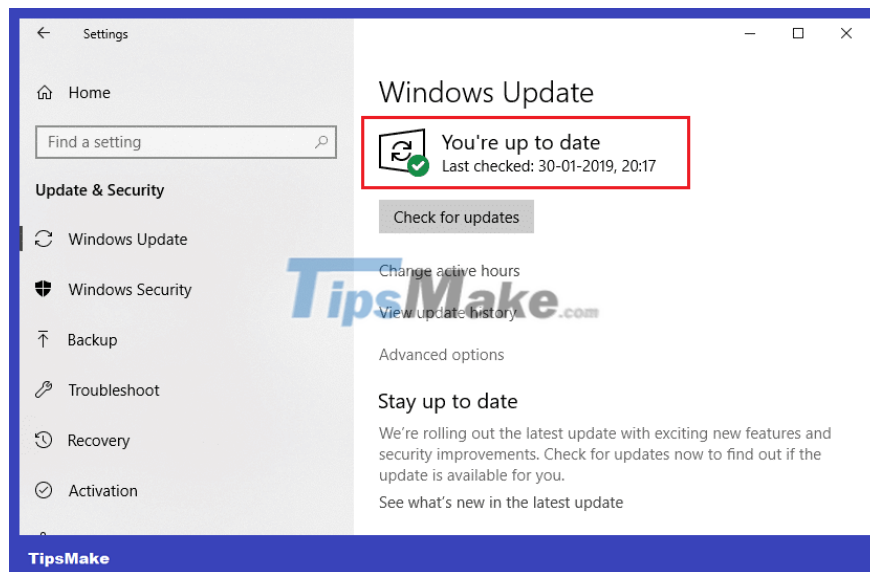 Settings
Home
Find a setting
Update & Security
Windows Update
Windows Security
Backup
Troubleshoot
Recovery
Activation
Windows Update
You're up to date
Last checked: 30-01-2019, 20:17
Check for updates
Change active hours
TipsMake.com
View update history
Advanced options
Stay up to date
We're rolling out the latest update with exciting new features and
security improvements. Check for updates now to find out if the
update is available for you.
See what's new in the latest update
TipsMake